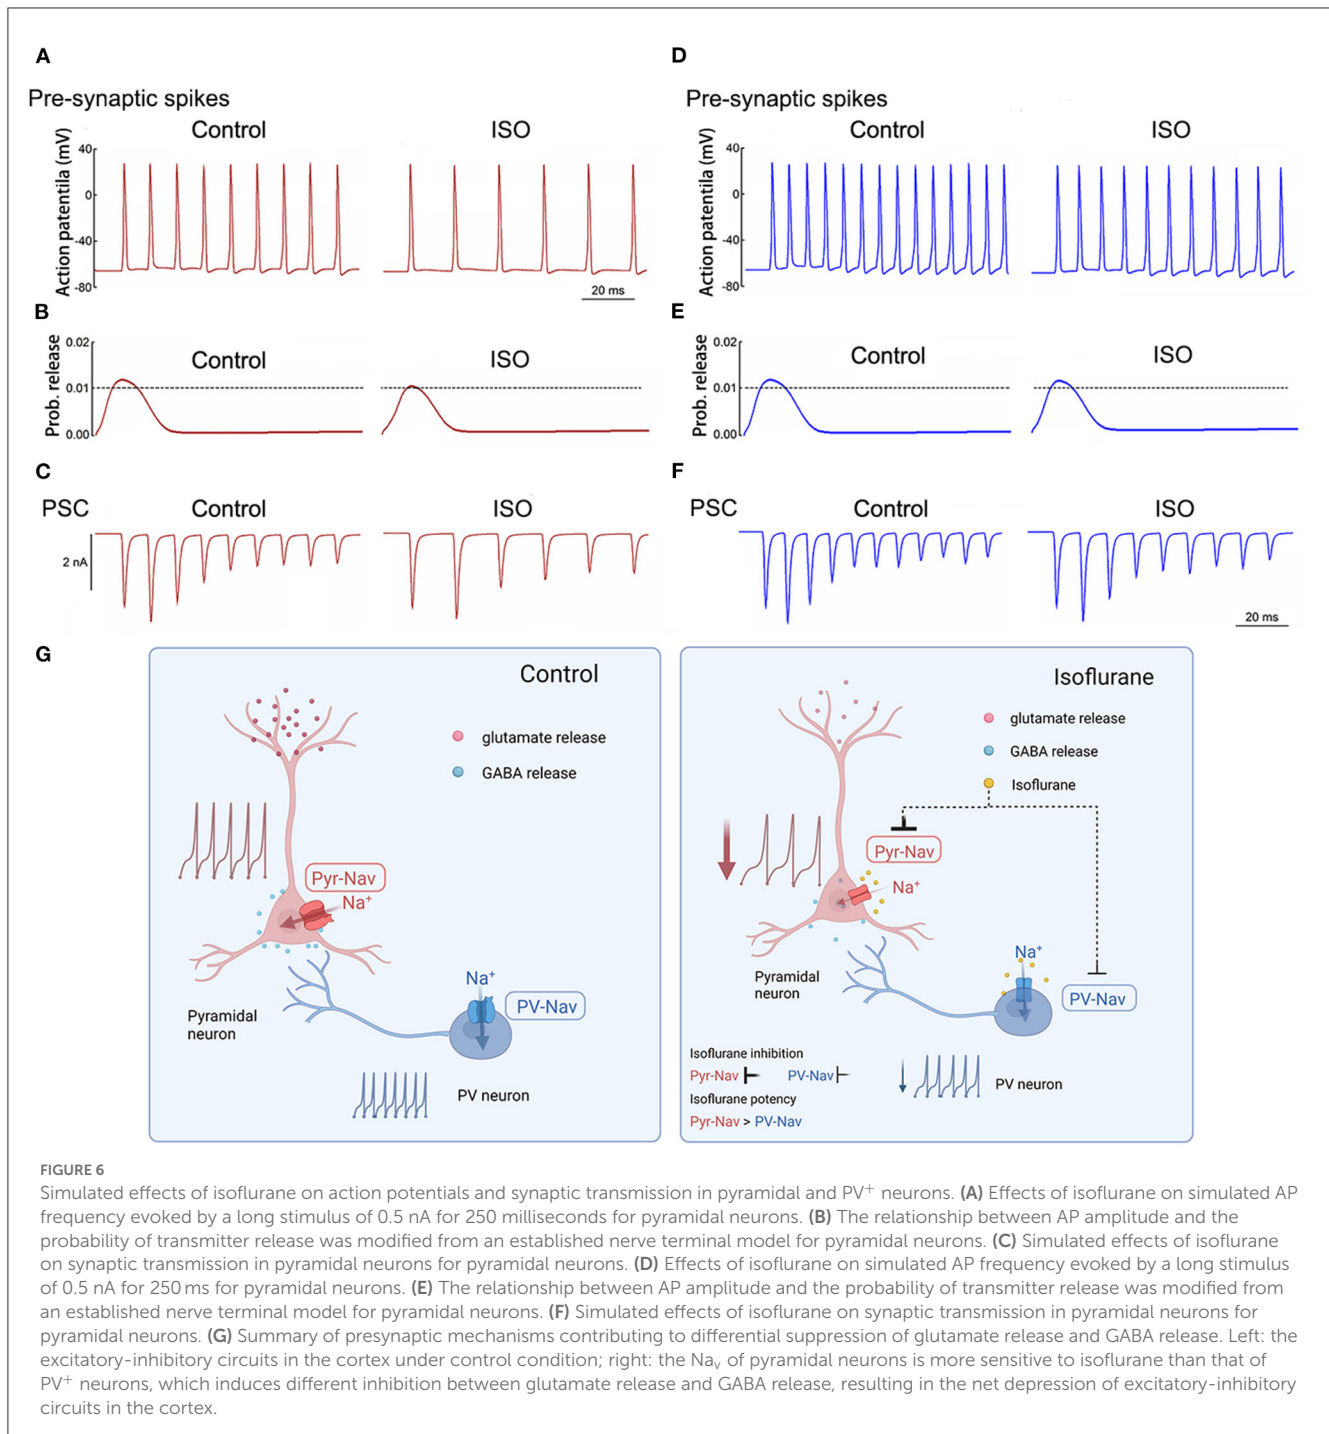 A
Pre-synaptic spikes
Control
ISO
Action patentila (mV)
40
0
-40
-80
20 ms
B
Prob. release
0.02
0.01
0.00
Control
ISO
C
PSC
Control
ISO
2 nA
D
Pre-synaptic spikes
Control
ISO
Action patentila (mV)
40
0
-40
-80
E
Prob. release
0.02
0.01
0.00
Control
ISO
F
PSC
Control
ISO
20 ms
G
Control
glutamate release
GABA release
Pyr-Nav
Na+
Na+
PV-Nav
Pyramidal
neuron
PV neuron
Isoflurane
glutamate release
GABA release
Isoflurane
Pyr-Nav
Na+
Na+
PV-Nav
Pyramidal
neuron
Isoflurane inhibition
Pyr-Nav
PV-Nav
PV neuron
Isoflurane potency
Pyr-Nav > PV-Nav
FIGURE 6
Simulated effects of isoflurane on action potentials and synaptic transmission in pyramidal and PV+ neurons. (A) Effects of isoflurane on simulated AP
frequency evoked by a long stimulus of 0.5 nA for 250 milliseconds for pyramidal neurons. (B) The relationship between AP amplitude and the
probability of transmitter release was modified from an established nerve terminal model for pyramidal neurons. (C) Simulated effects of isoflurane
on synaptic transmission in pyramidal neurons for pyramidal neurons. (D) Effects of isoflurane on simulated AP frequency evoked by a long stimulus
of 0.5 nA for 250 ms for pyramidal neurons. (E) The relationship between AP amplitude and the probability of transmitter release was modified from
an established nerve terminal model for pyramidal neurons. (F) Simulated effects of isoflurane on synaptic transmission in pyramidal neurons for
pyramidal neurons. (G) Summary of presynaptic mechanisms contributing to differential suppression of glutamate release and GABA release. Left: the
excitatory-inhibitory circuits in the cortex under control condition; right: the Nav of pyramidal neurons is more sensitive to isoflurane than that of
PV+ neurons, which induces different inhibition between glutamate release and GABA release, resulting in the net depression of excitatory-inhibitory
circuits in the cortex.